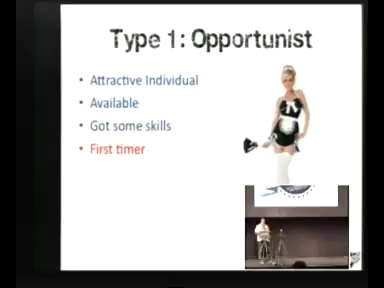 Type 1: Opportunist
• Attractive Individual
• Available
• Got some skills
• First timer